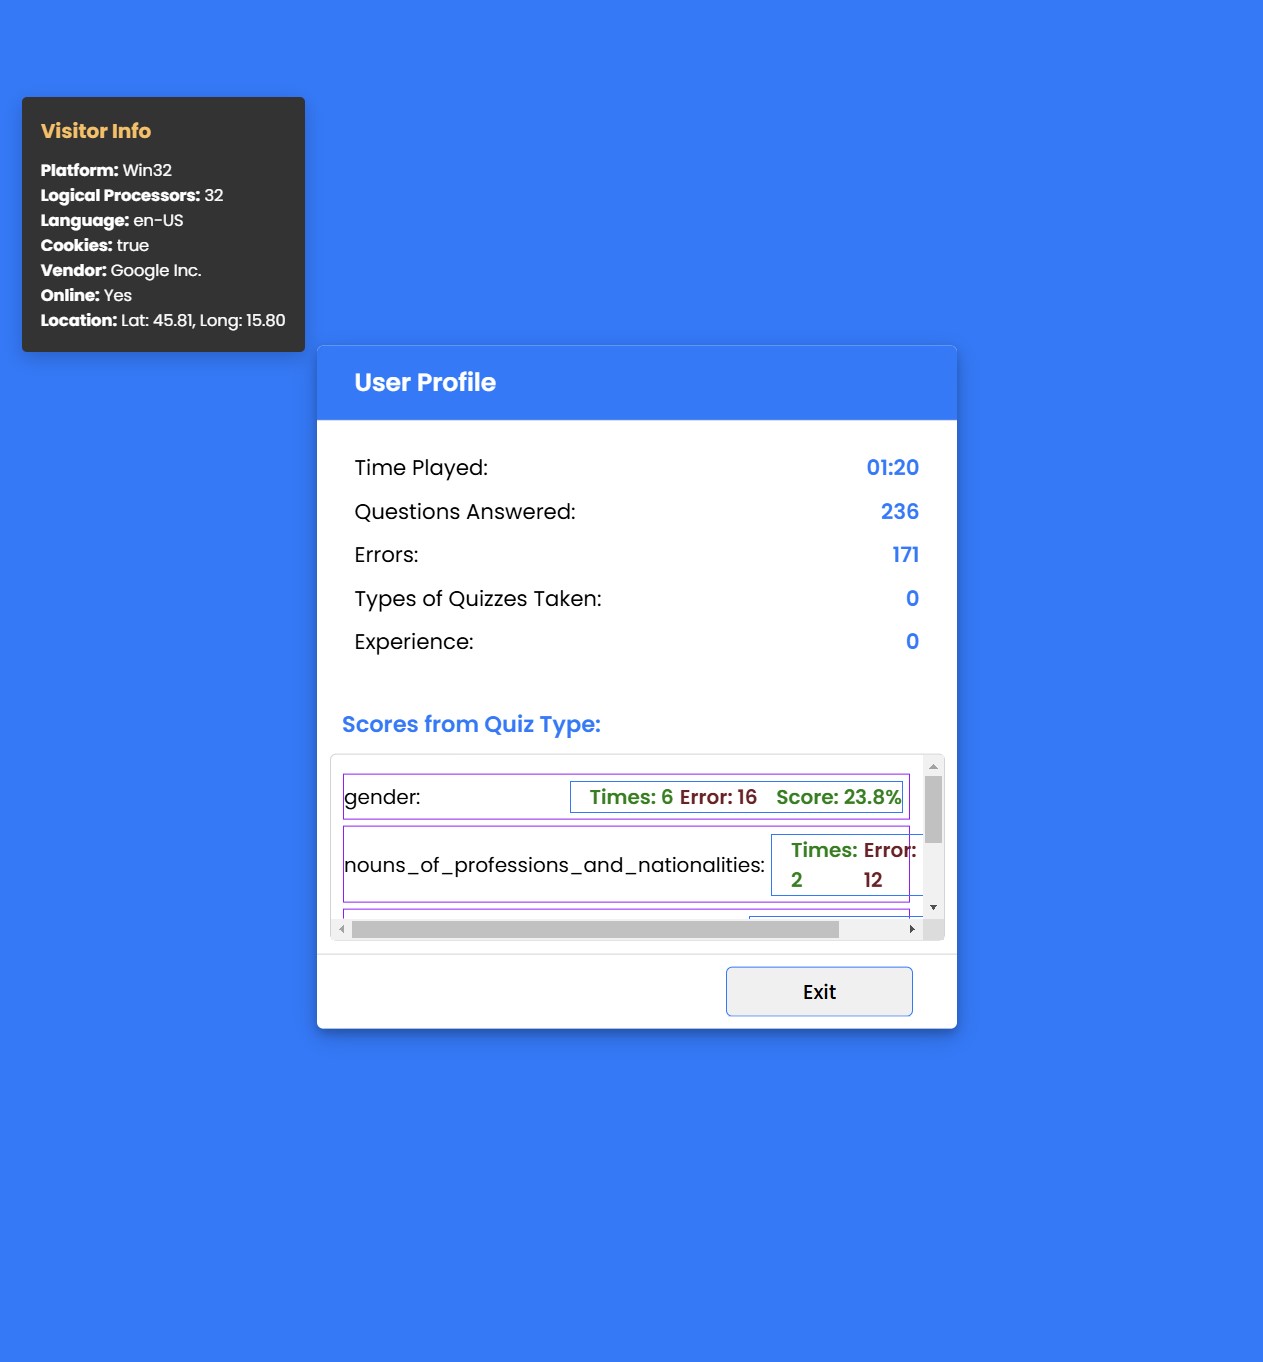 Visitor Info
Platform: Win32
Logical Processors: 32
Language: en-US
Cookies: true
Vendor: Google Inc.
Online: Yes
Location: Lat: 45.81, Long: 15.80
User Profile
Time Played: 01:20
Questions Answered: 236
Errors: 171
Types of Quizzes Taken: 0
Experience: 0
Scores from Quiz Type:
gender: Times: 6 Error: 16 Score: 23.8%
nouns_of_professions_and_nationalities: Times: Error:
2 12
Exit